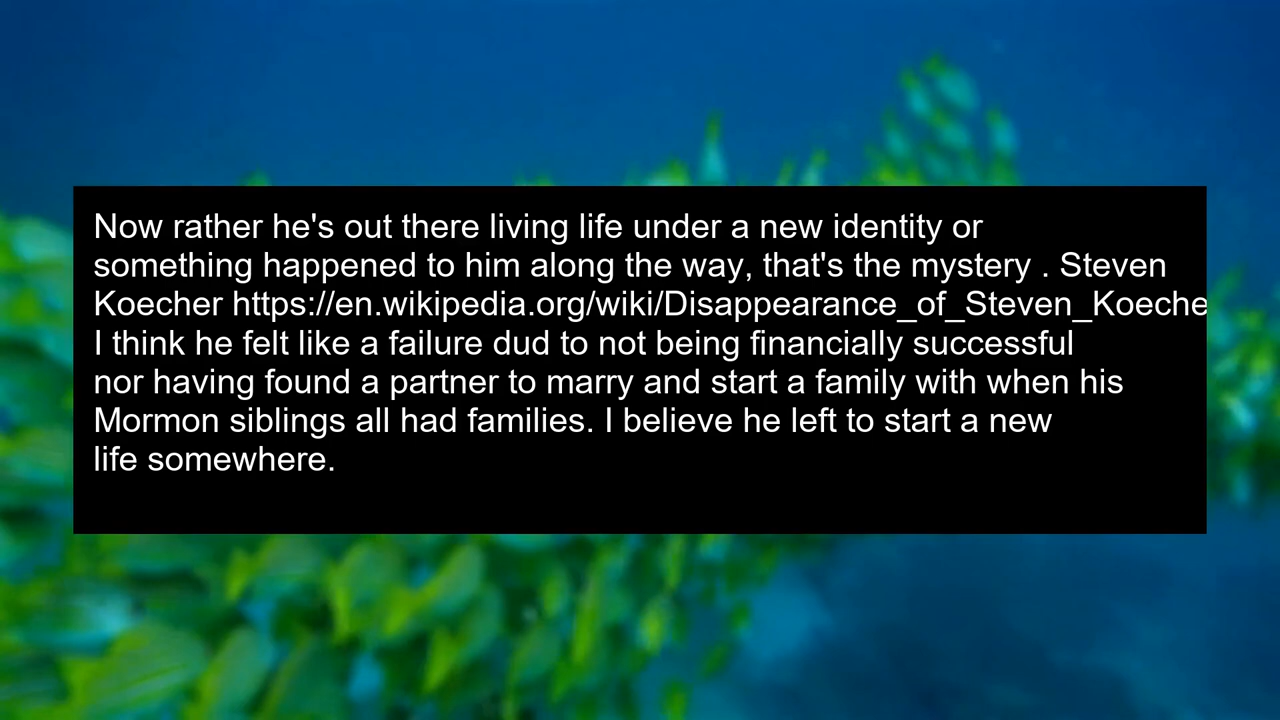 Now rather he's out there living life under a new identity or
something happened to him along the way, that's the mystery . Steven
Koecher https://en.wikipedia.org/wiki/Disappearance_of_Steven_Koeche
I think he felt like a failure dud to not being financially successful
nor having found a partner to marry and start a family with when his
Mormon siblings all had families. I believe he left to start a new
life somewhere.